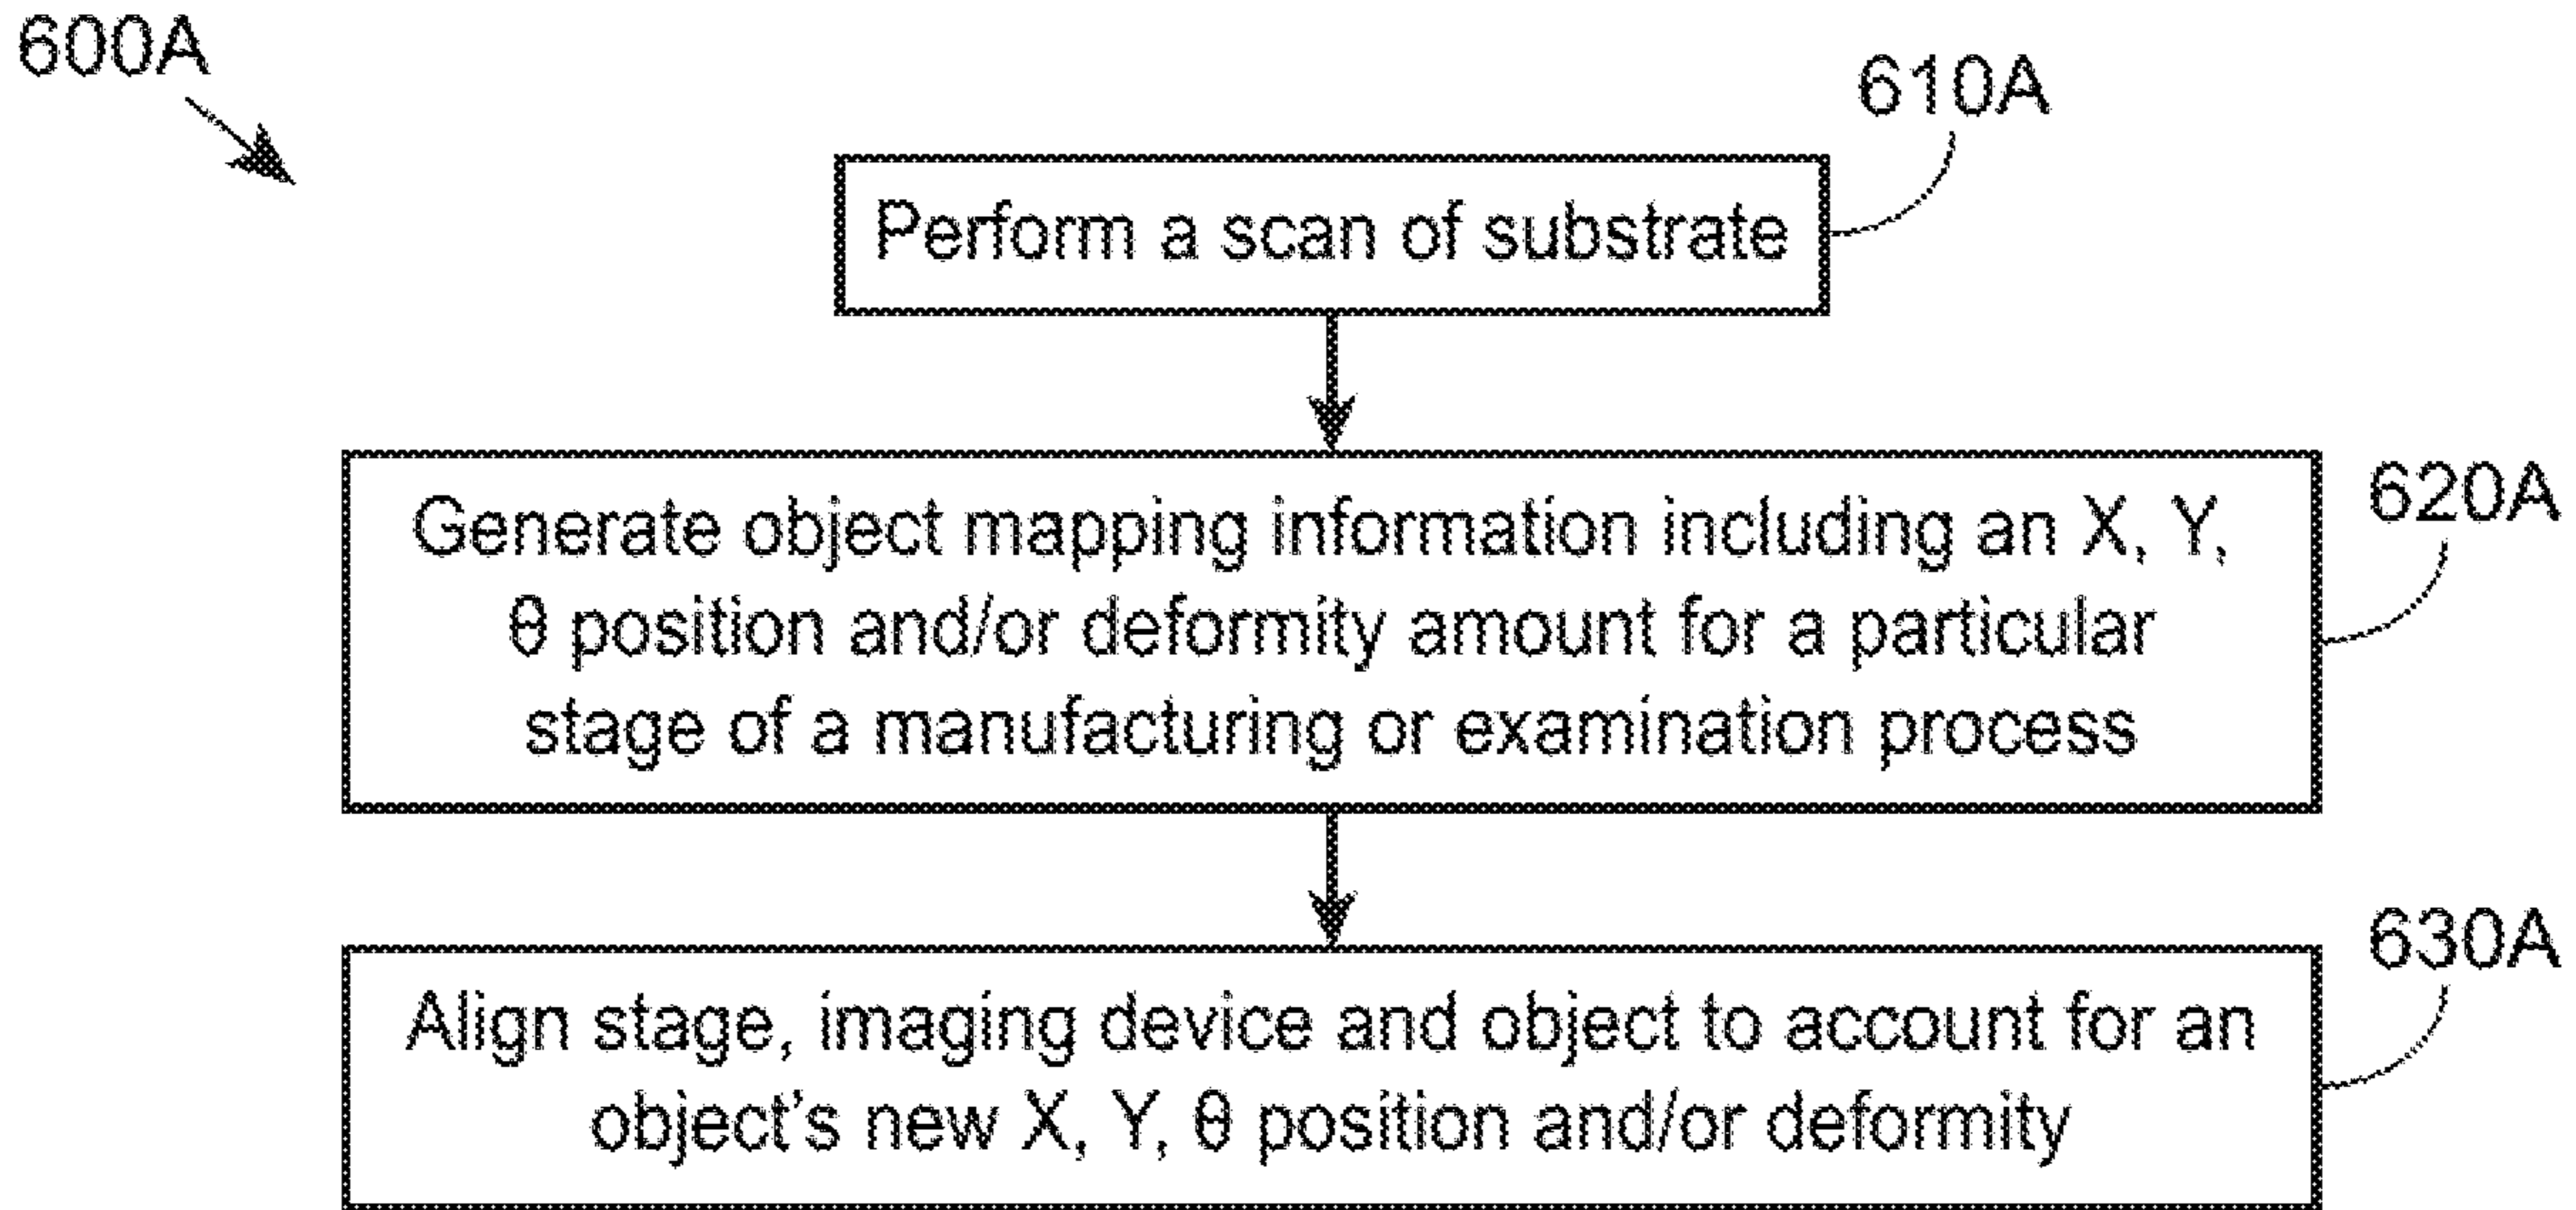 600A
610A
Perform a scan of substrate
620A
Generate object mapping information including an X, Y,
θ position and/or deformity amount for a particular
stage of a manufacturing or examination process
630A
Align stage, imaging device and object to account for an
object's new X, Y, θ position and/or deformity